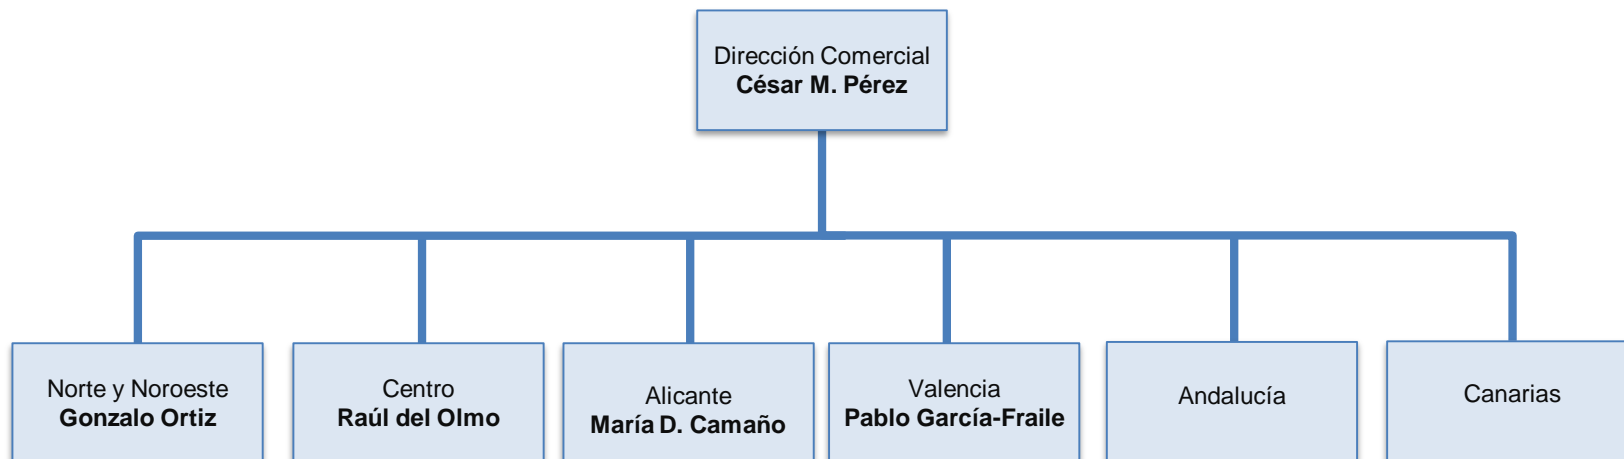 Dirección Comercial
César M. Pérez
Norte y Noroeste
Gonzalo Ortiz
Centro
Raúl del Olmo
Alicante
María D. Camaño
Valencia
Pablo García-Fraile
Andalucía
Canarias